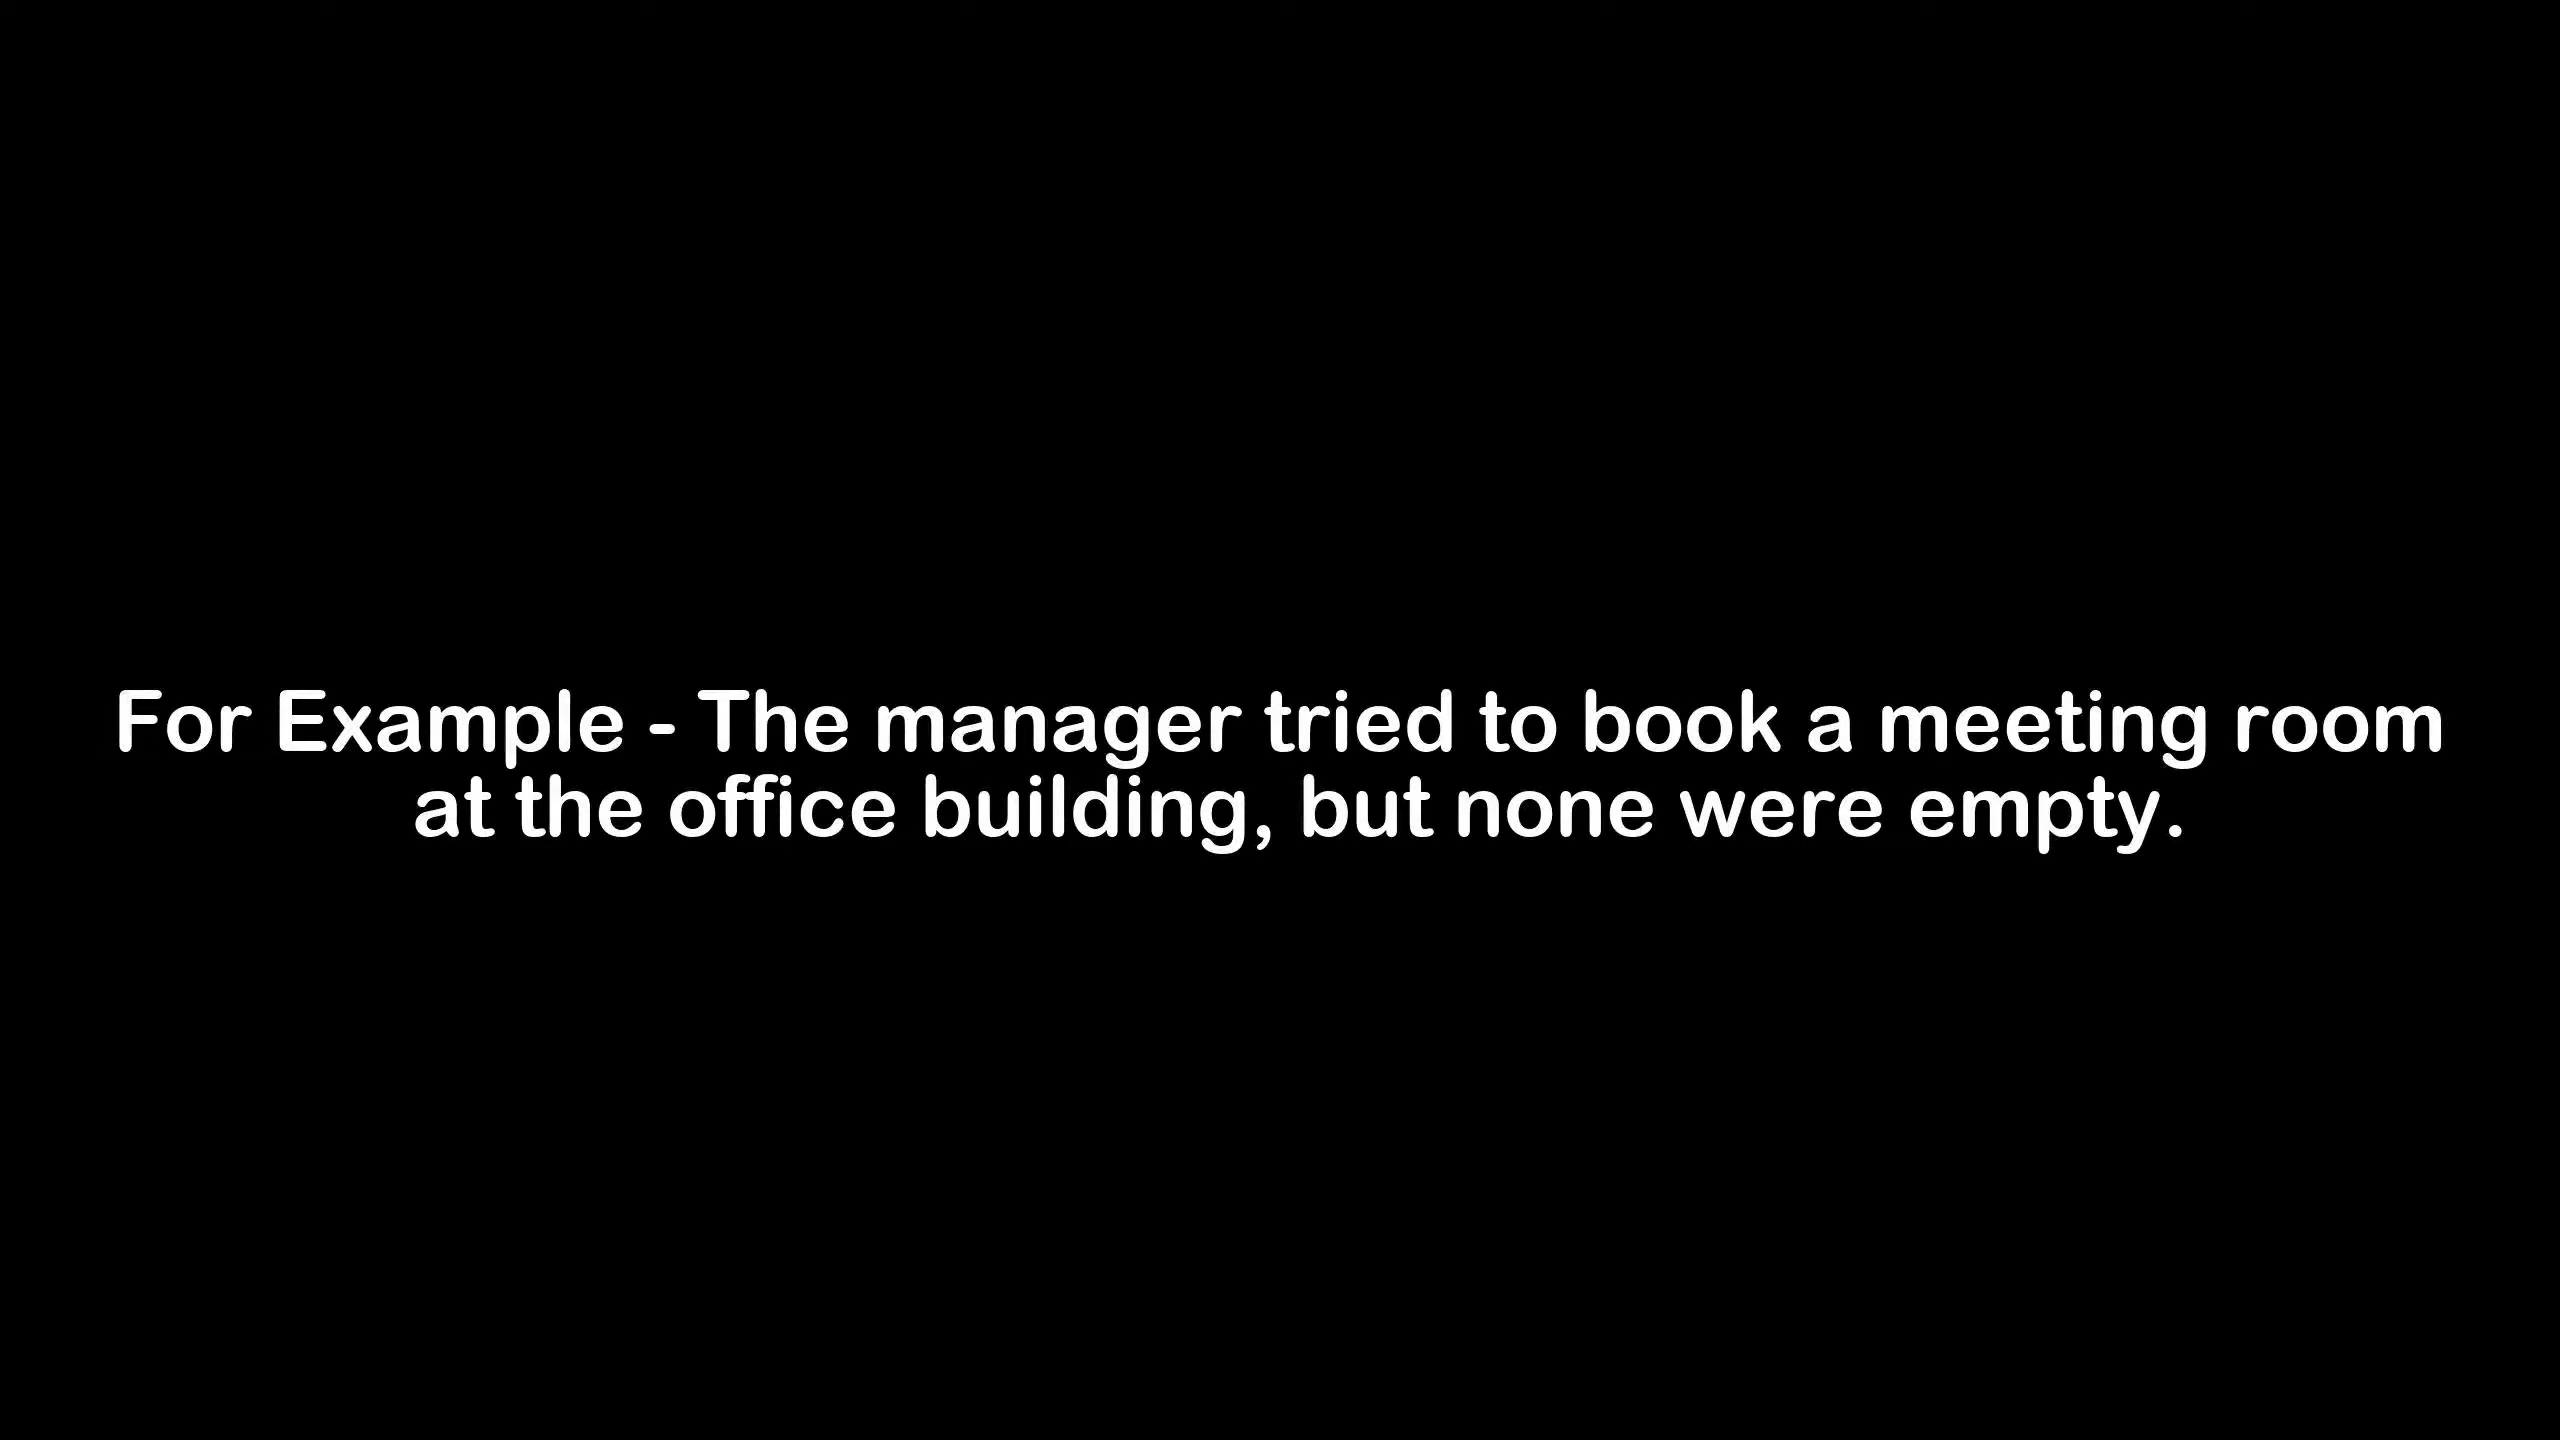 For Example - The manager tried to book a meeting room
at the office building, but none were empty.